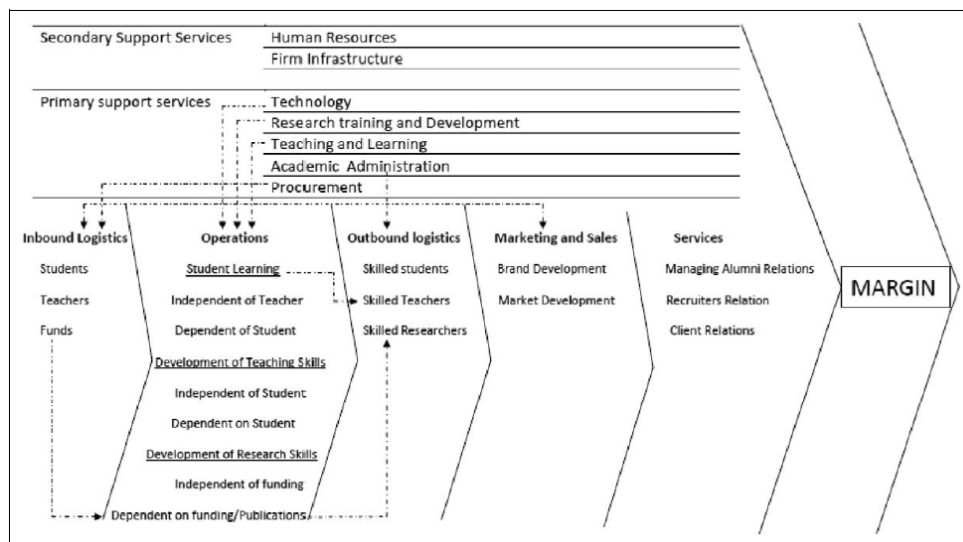 Secondary Support Services
Human Resources
Firm Infrastructure
Primary support services
Technology
Research training and Development
Teaching and Learning
Academic Administration
Procurement
Inbound Logistics
Students
Teachers
Funds
Operations
Student Learning
Independent of Teacher
Dependent of Student
Development of Teaching Skills
Independent of Student
Dependent on Student
Development of Research Skills
Independent of funding
Dependent on funding/Publications
Outbound logistics
Skilled students
Skilled Teachers
Skilled Researchers
Marketing and Sales
Brand Development
Market Development
Services
Managing Alumni Relations
Recruiters Relation
Client Relations
MARGIN